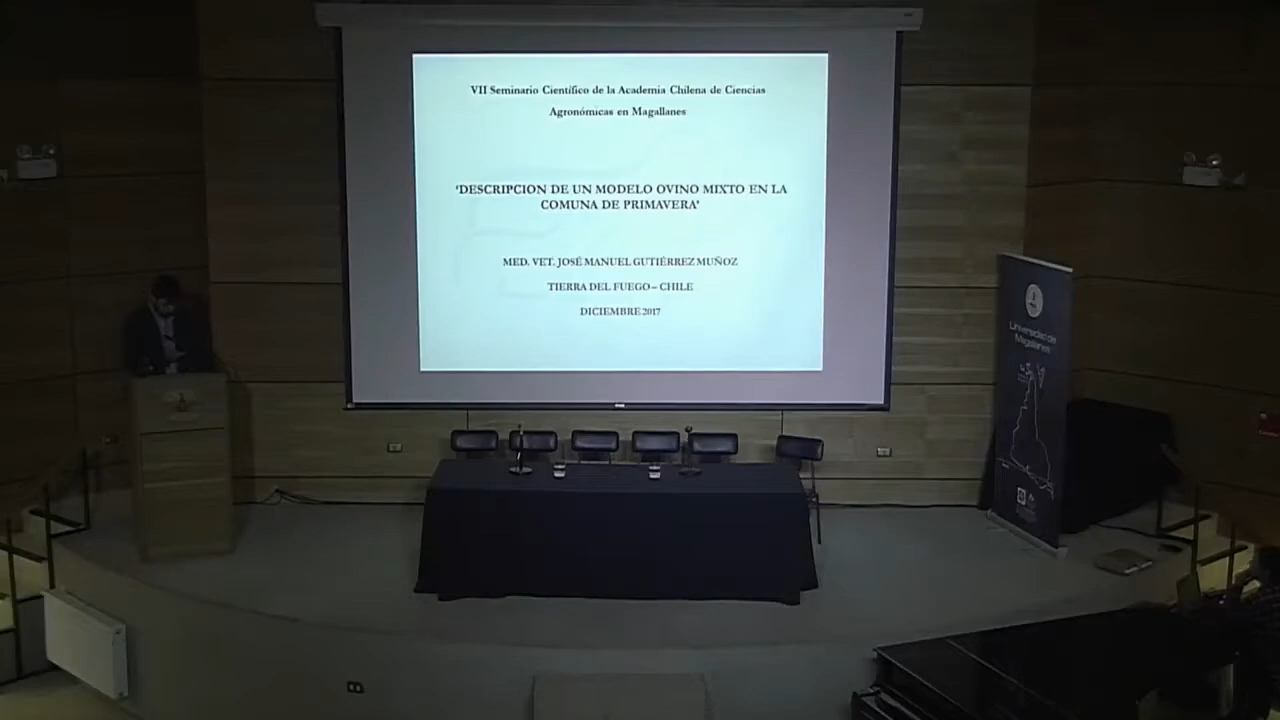 VII Seminario Científico de la Academia Chilena de Ciencias
Agronómicas en Magallanes
‘DESCRIPCION DE UN MODELO OVINO MIXTO EN LA
COMUNA DE PRIMAVERA’
MED. VET. JOSÉ MANUEL GUTIÉRREZ MUÑOZ
TIERRA DEL FUEGO – CHILE
DICIEMBRE 2017
Universidad de
Magallanes